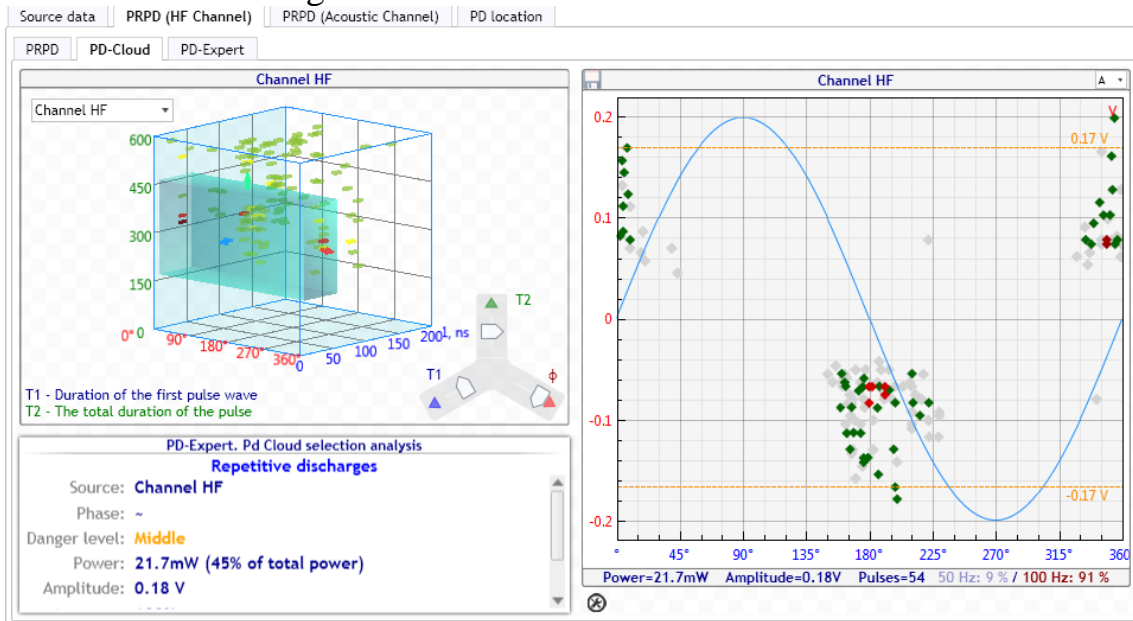 Source data PRPD (HF Channel) PRPD (Acoustic Channel) PD location
PRPD PD-Cloud PD-Expert
Channel HF
Channel HF
600
450
300
150
0
0° 90° 180° 270° 360°
0 50 100 150 200
, ns
T2
T1
ϕ
T1 - Duration of the first pulse wave
T2 - The total duration of the pulse
PD-Expert. Pd Cloud selection analysis
Repetitive discharges
Source: Channel HF
Phase: ~
Danger level: Middle
Power: 21.7mW (45% of total power)
Amplitude: 0.18 V
Channel HF
A
V
0.2
0.17 V
0.1
0
-0.1
-0.17 V
-0.2
° 45° 90° 135° 180° 225° 270° 315° 360
Power=21.7mW Amplitude=0.18V Pulses=54 50 Hz: 9 % / 100 Hz: 91 %